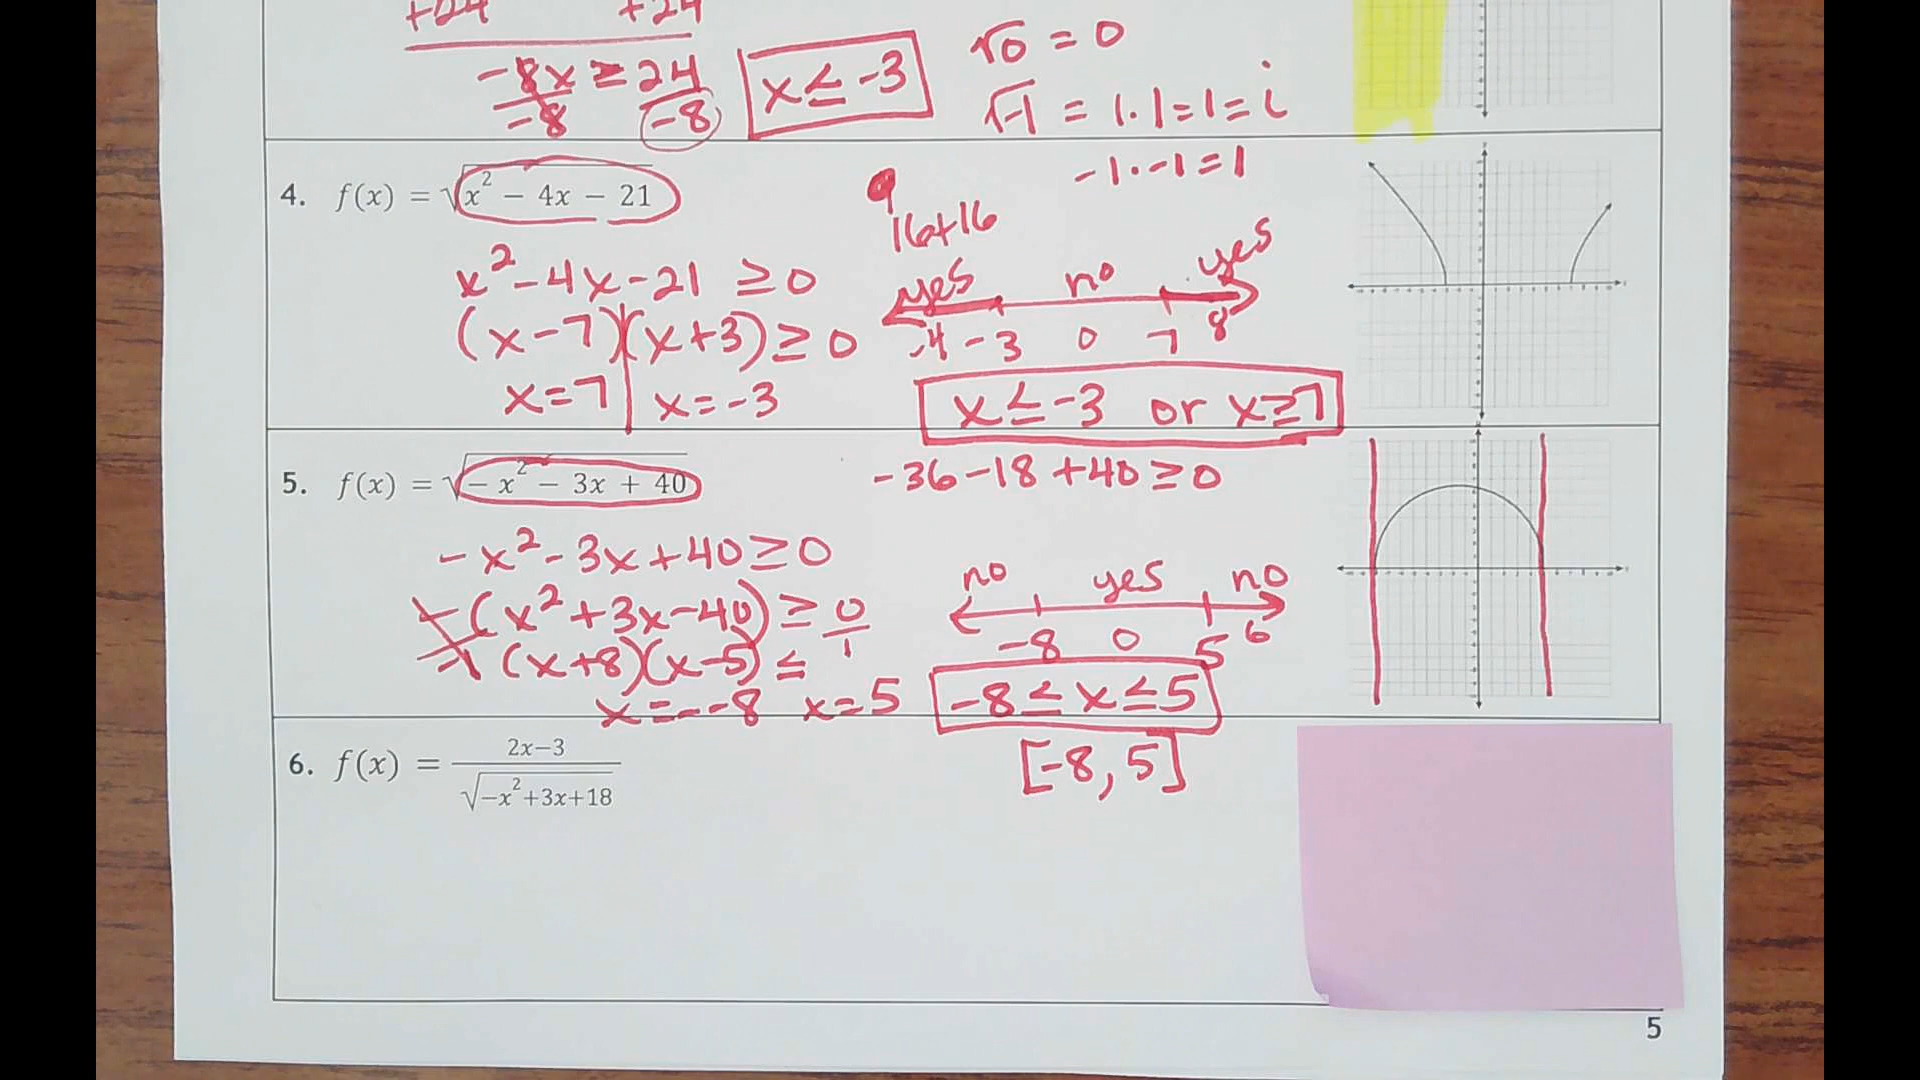 +24 +24
-8x ≥ 24
-8 -8
x ≤ -3
√0 = 0
√-1 = 1·1=1=i
-1·-1=1
4. f(x) = √x² − 4x − 21
x²-4x-21 ≥0
(x-7)(x+3) ≥ 0
x=7 x=-3
16+16
yes no yes
-4 -3 0 7 8
x ≤ -3 or x≥7
5. f(x) = √− x² − 3x + 40
-x²-3x+40≥0
-(x²+3x-40) ≥ 0
-1 (x+8)(x-5) ≤ 1
x=--8 x=5
-36-18+40≥0
no yes no
-8 0 5 6
-8 ≤ x ≤ 5
[-8, 5]
6. f(x) = 2x−3
√−x²+3x+18
5